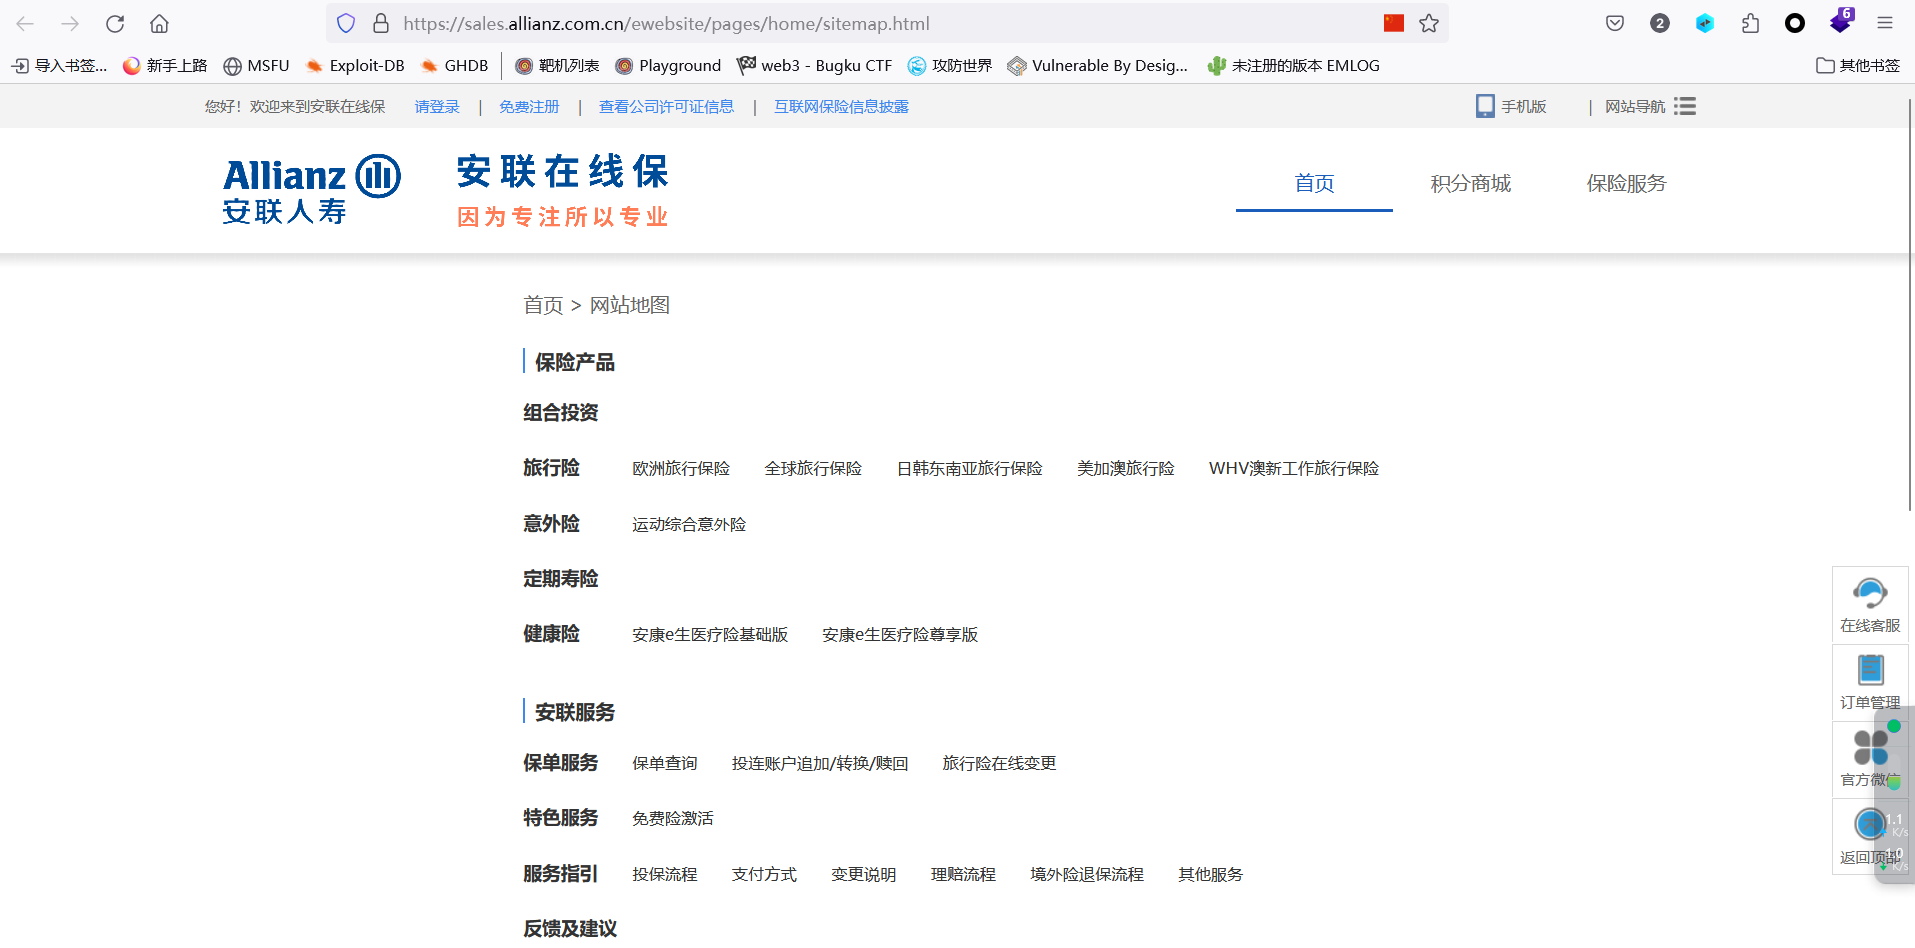 https://sales.allianz.com.cn/ewebsite/pages/home/sitemap.html
2
6
导入书签... 新手上路 MSFU Exploit-DB GHDB 靶机列表 Playground web3 - Bugku CTF 攻防世界 Vulnerable By Desig... 未注册的版本 EMLOG 其他书签
您好！欢迎来到安联在线保 请登录 | 免费注册 | 查看公司许可证信息 | 互联网保险信息披露 手机版 | 网站导航
Allianz
安联人寿
安联在线保
因为专注所以专业
首页 积分商城 保险服务
首页 > 网站地图
保险产品
组合投资
旅行险 欧洲旅行保险 全球旅行保险 日韩东南亚旅行保险 美加澳旅行险 WHV澳新工作旅行保险
意外险 运动综合意外险
定期寿险
健康险 安康e生医疗险基础版 安康e生医疗险尊享版
安联服务
保单服务 保单查询 投连账户追加/转换/赎回 旅行险在线变更
特色服务 免费险激活
服务指引 投保流程 支付方式 变更说明 理赔流程 境外险退保流程 其他服务
反馈及建议
在线客服
订单管理
官方微信
返回顶部
1.1
K/s
1.0
K/s